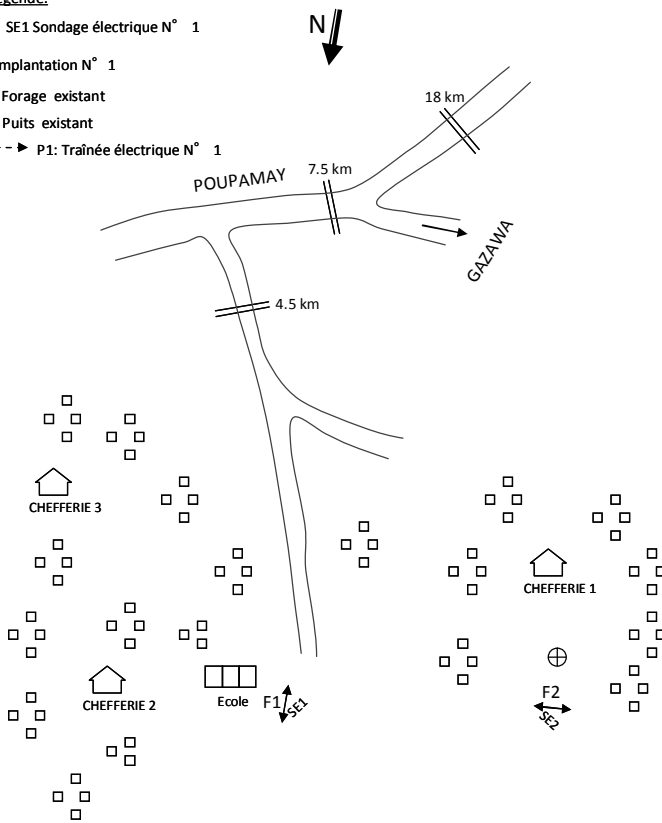 égende:
SE1 Sondage électrique N° 1
mplantation N° 1
Forage existant
Puits existant
P1: Traînée électrique N° 1
N
18 km
7.5 km
POUPAMAY
GAZAWA
4.5 km
CHEFFERIE 3
CHEFFERIE 1
CHEFFERIE 2
Ecole
F1
SE1
F2
SE2